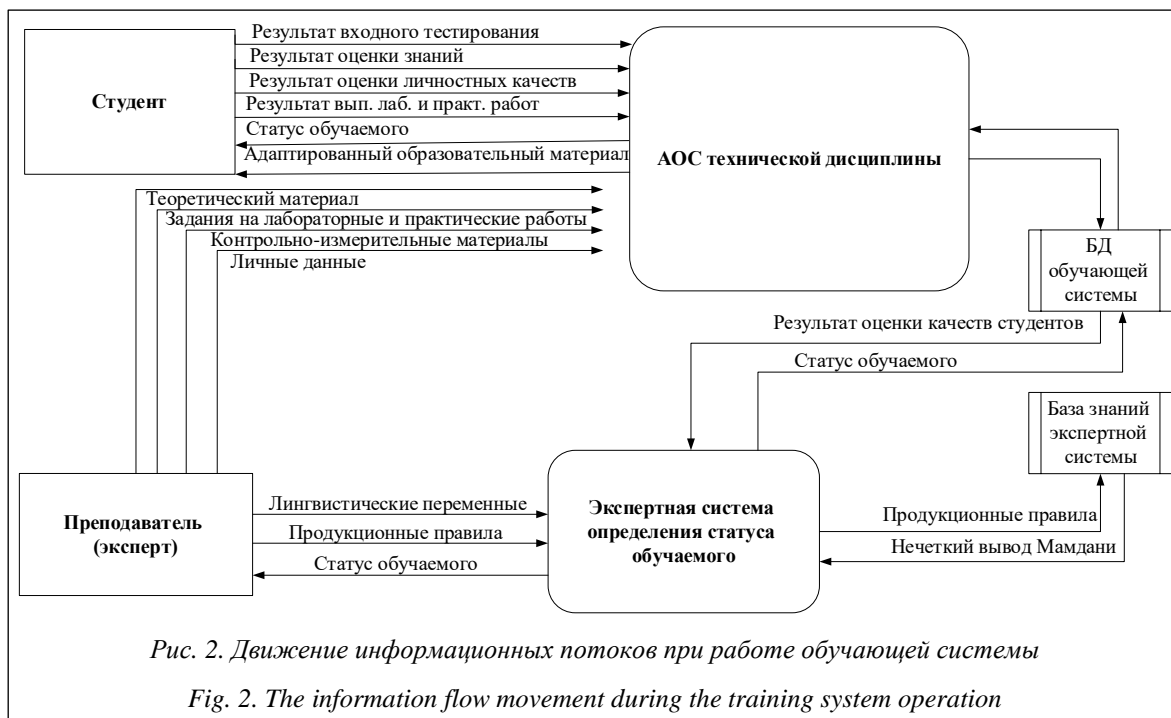 Результат входного тестирования
Результат оценки знаний
Результат оценки личностных качеств
Результат вып. лаб. и практ. работ
Статус обучаемого
Адаптированный образовательный материал
Студент
АОС технической дисциплины
Теоретический материал
Задания на лабораторные и практические работы
Контрольно-измерительные материалы
Личные данные
БД
обучающей
системы
Результат оценки качеств студентов
Статус обучаемого
База знаний
экспертной
системы
Преподаватель
(эксперт)
Лингвистические переменные
Продукционные правила
Статус обучаемого
Экспертная система
определения статуса
обучаемого
Продукционные правила
Нечеткий вывод Мамдани
Рис. 2. Движение информационных потоков при работе обучающей системы
Fig. 2. The information flow movement during the training system operation